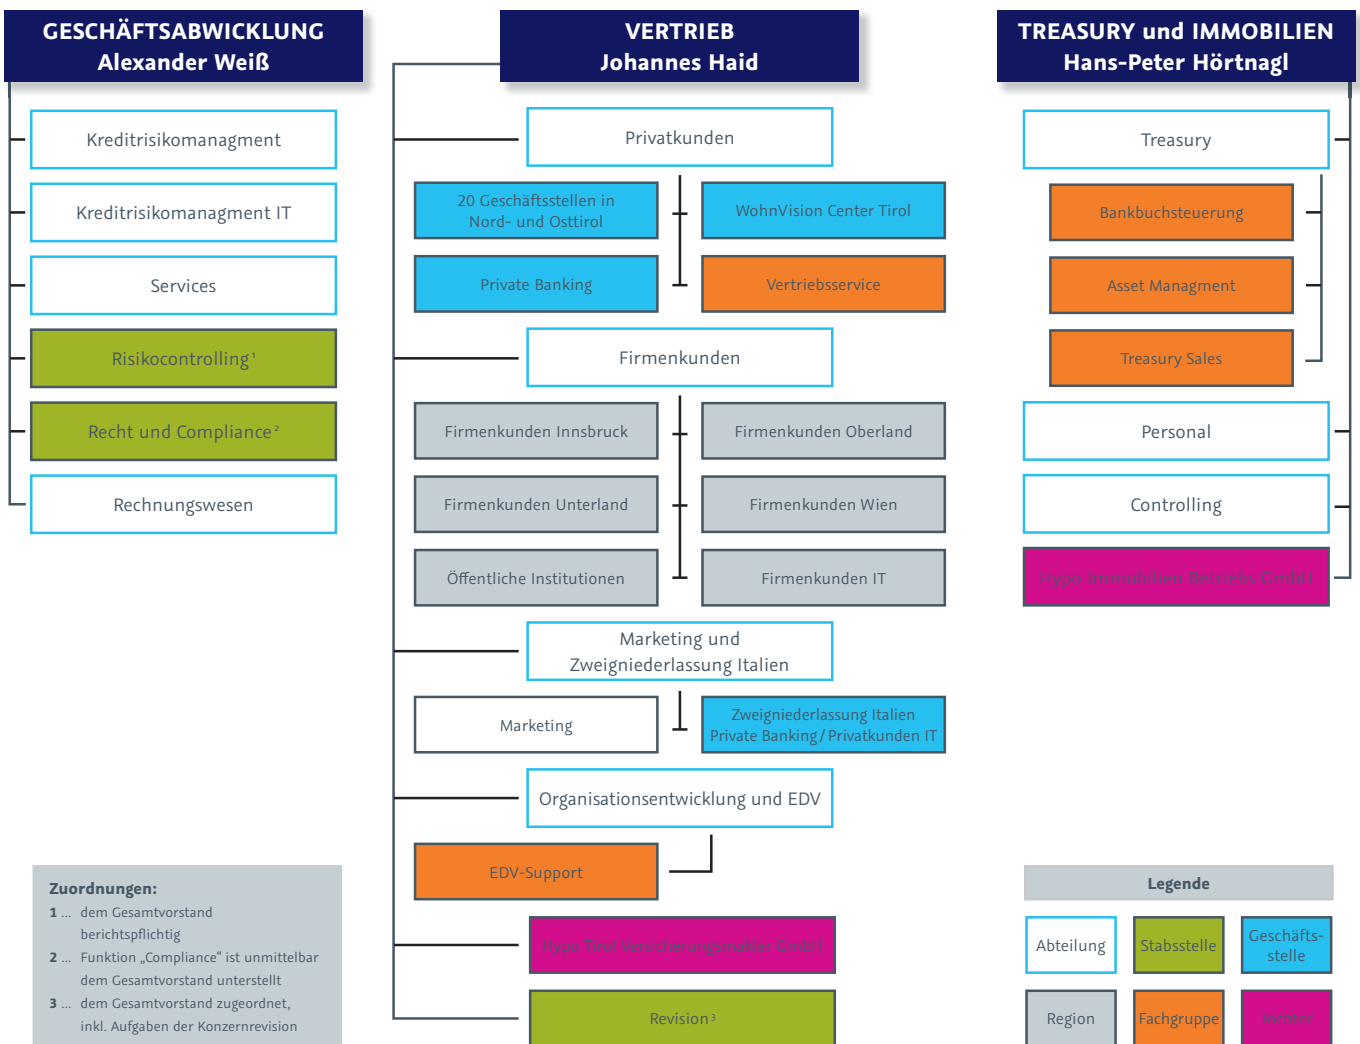 GESCHÄFTSABWICKLUNG
Alexander Weiß
Kreditrisikomanagment
Kreditrisikomanagment IT
Services
Risikocontrolling¹
Recht und Compliance²
Rechnungswesen
VERTRIEB
Johannes Haid
Privatkunden
20 Geschäftsstellen in
Nord- und Osttirol
WohnVision Center Tirol
Private Banking
Vertriebsservice
Firmenkunden
Firmenkunden Innsbruck
Firmenkunden Oberland
Firmenkunden Unterland
Firmenkunden Wien
Öffentliche Institutionen
Firmenkunden IT
Marketing und
Zweigniederlassung Italien
Marketing
Zweigniederlassung Italien
Private Banking/Privatkunden IT
Organisationsentwicklung und EDV
EDV-Support
Hypo Tirol Versicherungsmakler GmbH
Revision³
TREASURY und IMMOBILIEN
Hans-Peter Hörtnagl
Treasury
Bankbuchsteuerung
Asset Managment
Treasury Sales
Personal
Controlling
Hypo Immobilien Betriebs GmbH
Zuordnungen:
1 ... dem Gesamtvorstand
berichtspflichtig
2 ... Funktion „Compliance“ ist unmittelbar
dem Gesamtvorstand unterstellt
3 ... dem Gesamtvorstand zugeordnet,
inkl. Aufgaben der Konzernrevision
Legende
Abteilung
Stabsstelle
Geschäfts-
stelle
Region
Fachgruppe
Töchter